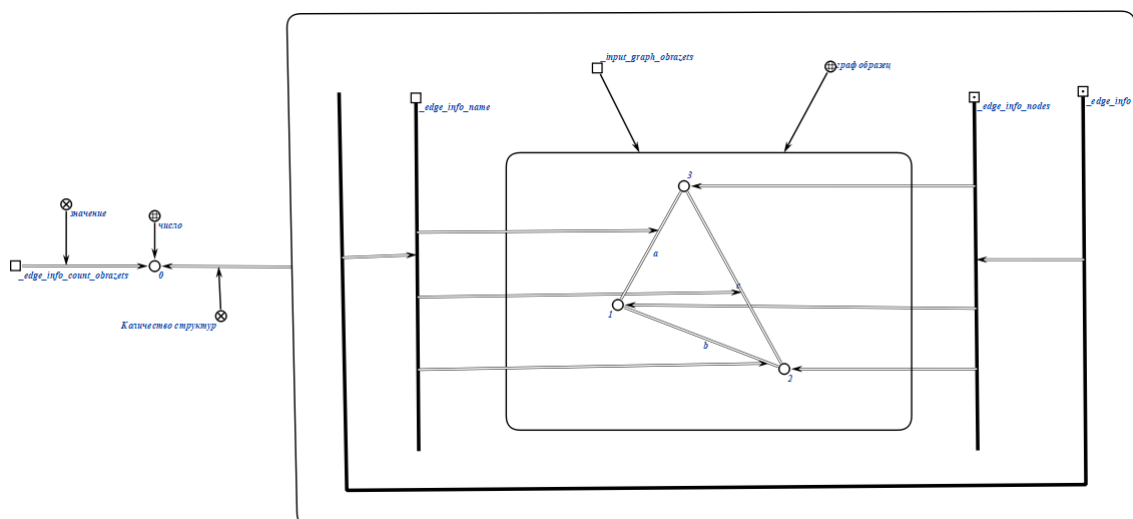 _input_graph_obrazets
граф образец
_edge_info_name
_edge_info_nodes
_edge_info
3
значение
число
a
_edge_info_count_obrazets
0
c
1
Количество структур
b
2